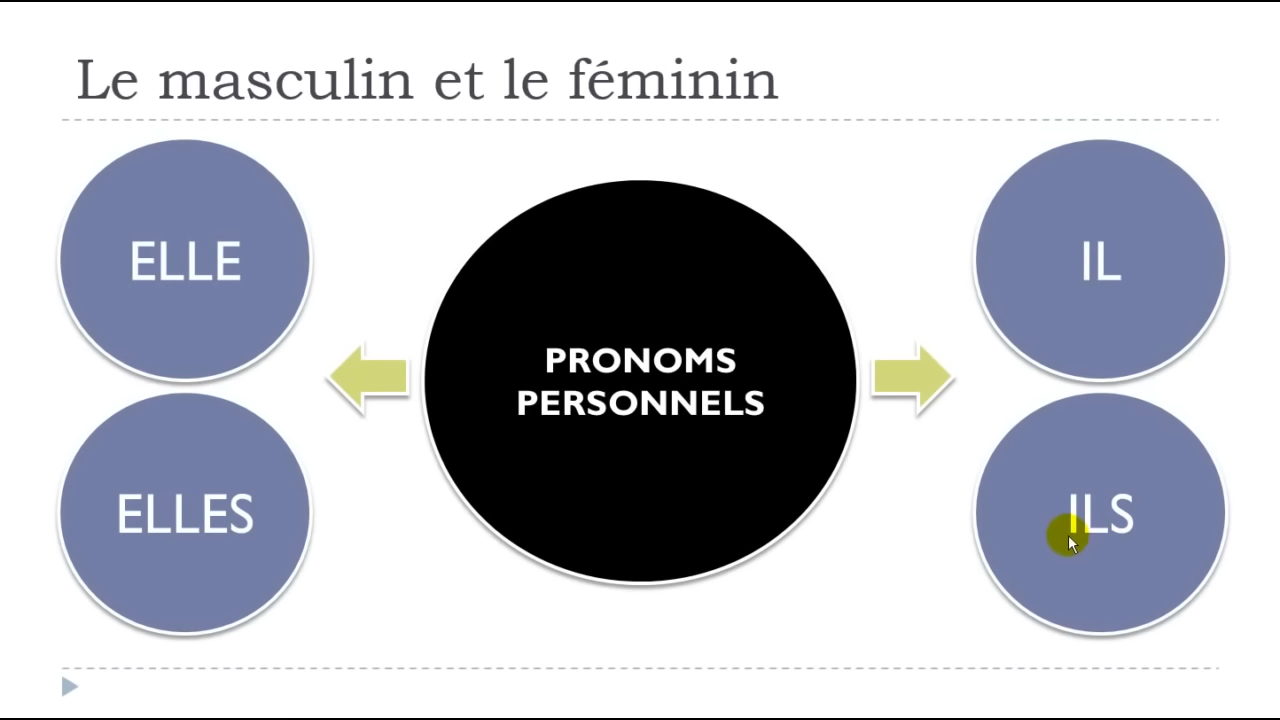 Le masculin et le féminin
ELLE
ELLES
PRONOMS
PERSONNELS
IL
ILS